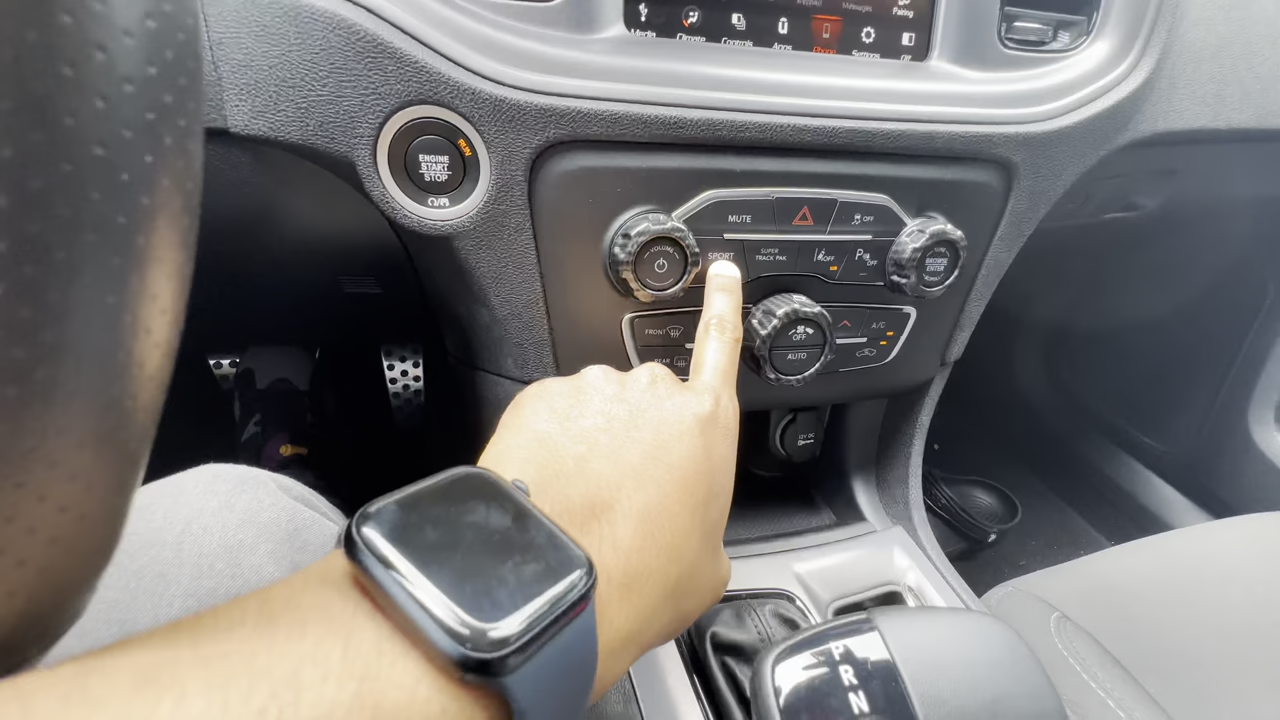 Pairing
Media
Climate
Controls
Apps
Phone
Settings
Off
ENGINE
START
STOP
RUN
MUTE
OFF
VOLUME
SPORT
SUPER
TRACK PAK
OFF
P
OFF
BROWSE
ENTER
FRONT
REAR
OFF
AUTO
A/C
12V DC
P
R
N